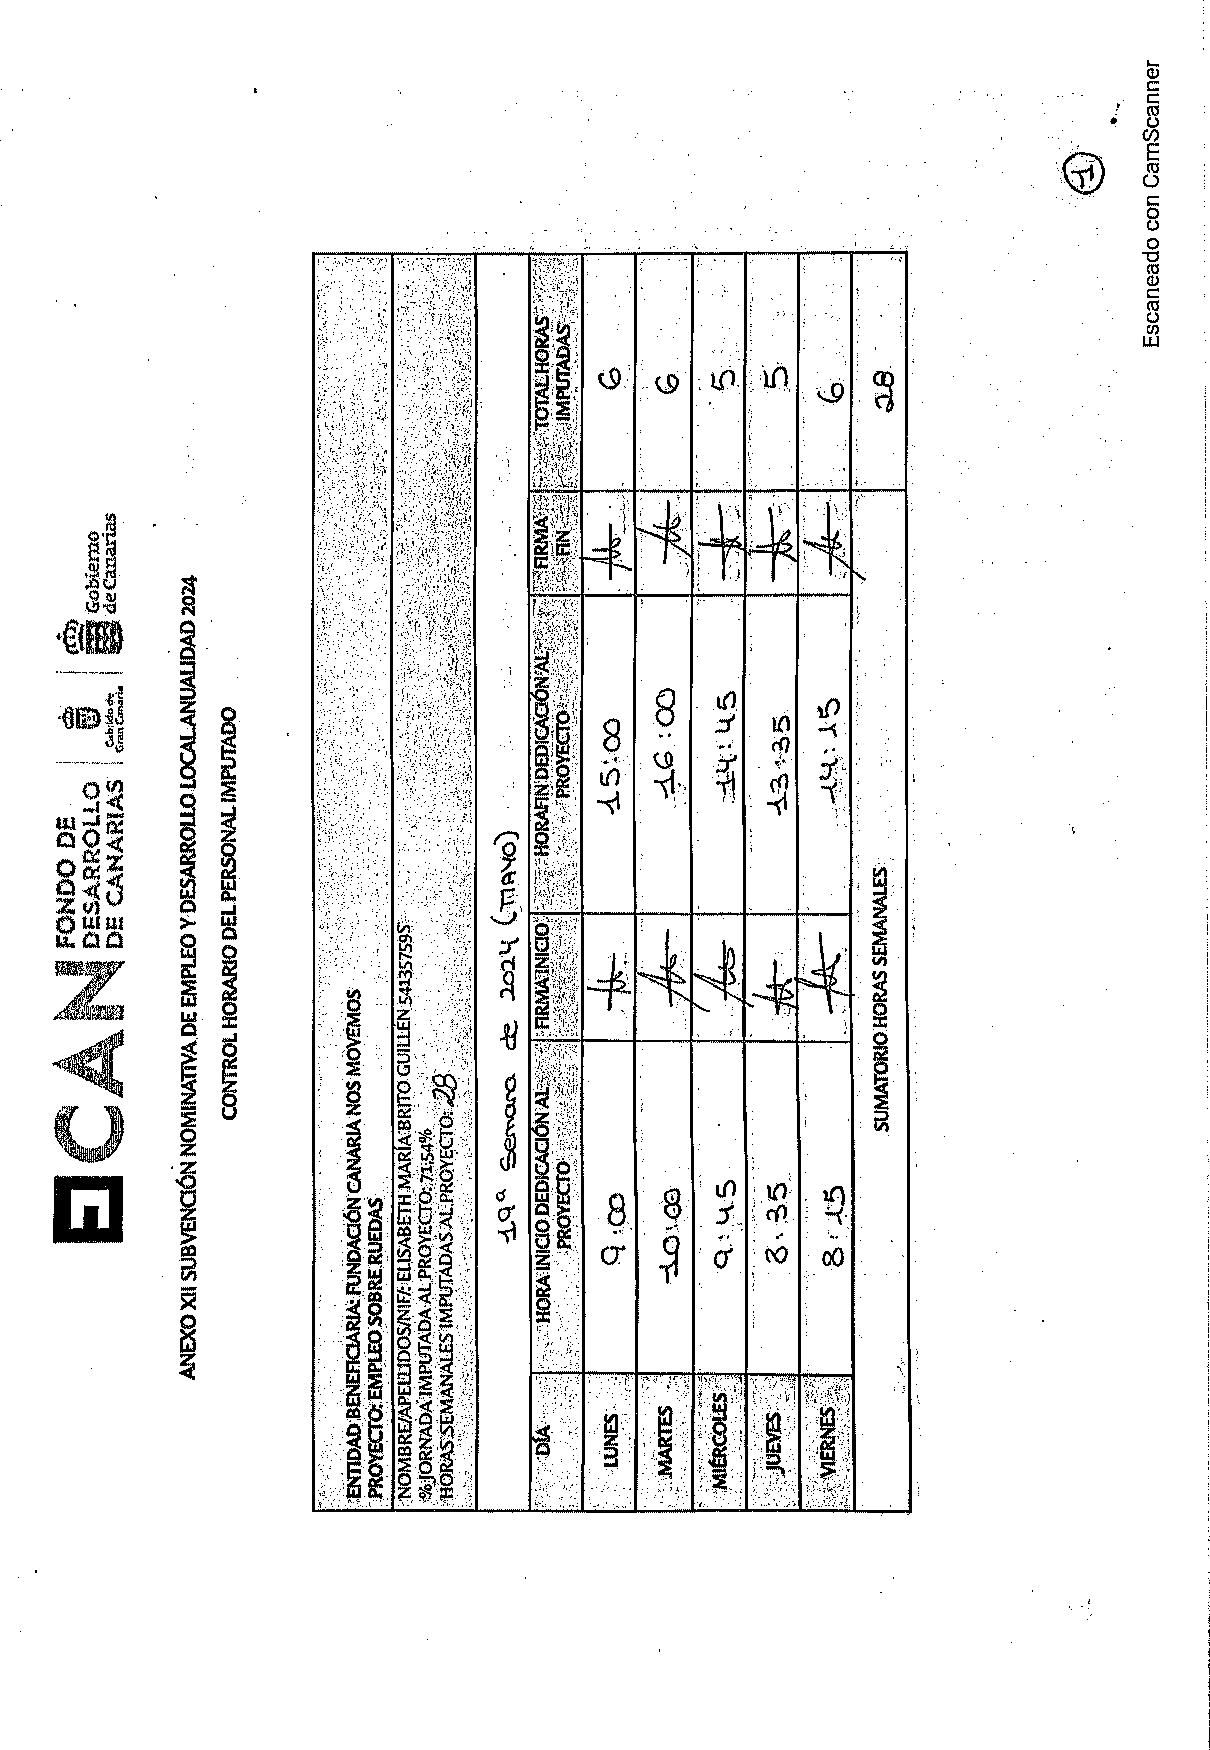 FCAN
FONDO DE
DESARROLLO
DE CANARIAS
Cabildo de
Gran Canaria
Gobierno
de Canarias
ANEXO XII SUBVENCIÓN NOMINATIVA DE EMPLEO Y DESARROLLO LOCAL ANUALIDAD 2024
CONTROL HORARIO DEL PERSONAL IMPUTADO
ENTIDAD BENEFICIARIA: FUNDACIÓN CANARIA NOS MOVEMOS
PROYECTO: EMPLEO SOBRE RUEDAS
NOMBRE/APELLIDOS/NIF/: ELISABETH MARÍA BRITO GUILLEN 54135759S
% JORNADA IMPUTADA AL PROYECTO: 71,54%
HORAS SEMANALES IMPUTADAS AL PROYECTO: 28
19ª Semana de 2024 (MAYO)
DÍA HORA INICIO DEDICACIÓN AL PROYECTO FIRMA INICIO HORA FIN DEDICACIÓN AL PROYECTO FIRMA FIN TOTAL HORAS IMPUTADAS
LUNES 9:00 15:00 6
MARTES 10:00 16:00 6
MIÉRCOLES 9:45 14:45 5
JUEVES 8:35 13:35 5
VIERNES 8:15 14:15 6
SUMATORIO HORAS SEMANALES 28
Escaneado con CamScanner